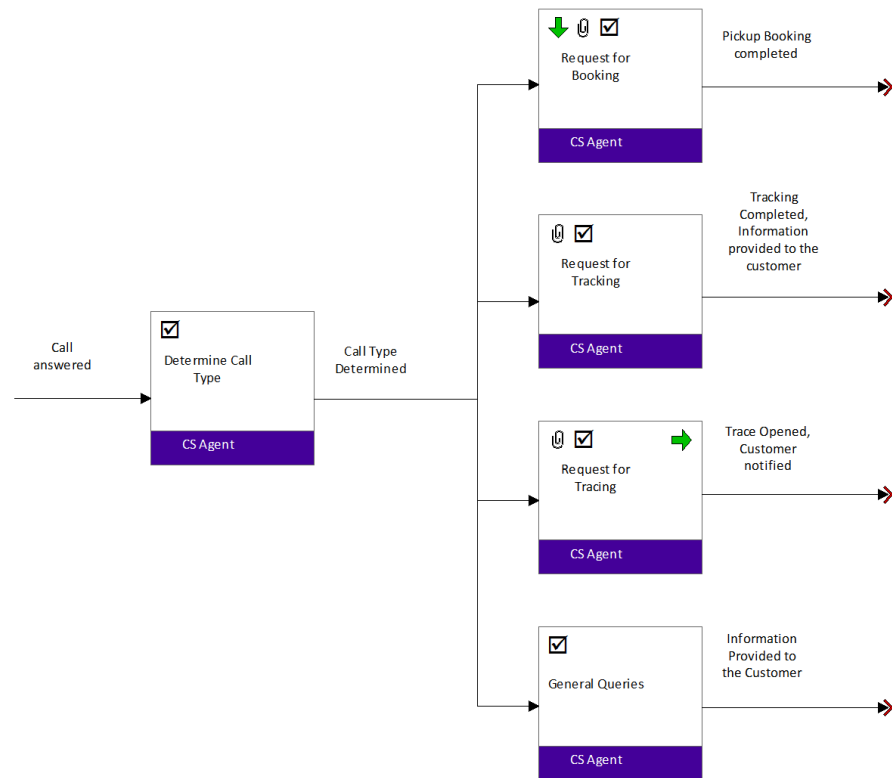 Pickup Booking
completed
Request for
Booking
CS Agent
Tracking
Completed,
Information
provided to the
customer
Request for
Tracking
CS Agent
Call
answered
Determine Call
Type
CS Agent
Call Type
Determined
Trace Opened,
Customer
notified
Request for
Tracing
CS Agent
Information
Provided to
the Customer
General Queries
CS Agent